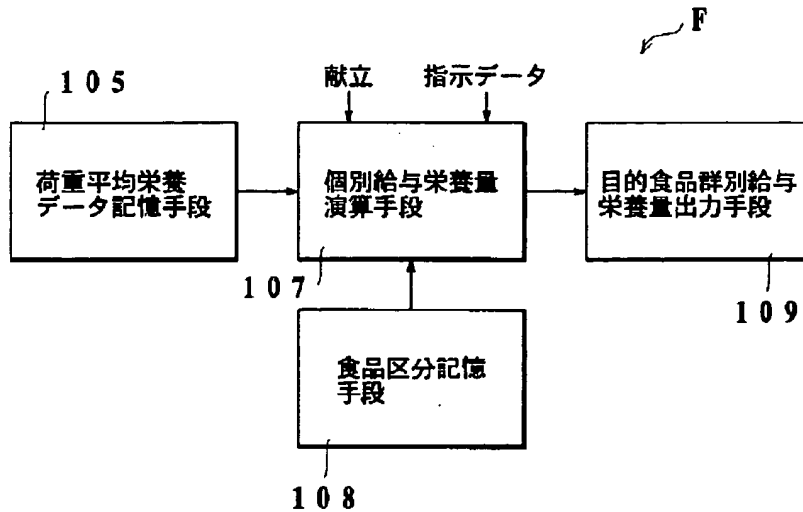 F
105
献立
指示データ
荷重平均栄養
データ記憶手段
個別給与栄養量
演算手段
目的食品群別給与
栄養量出力手段
107
109
食品区分記憶
手段
108